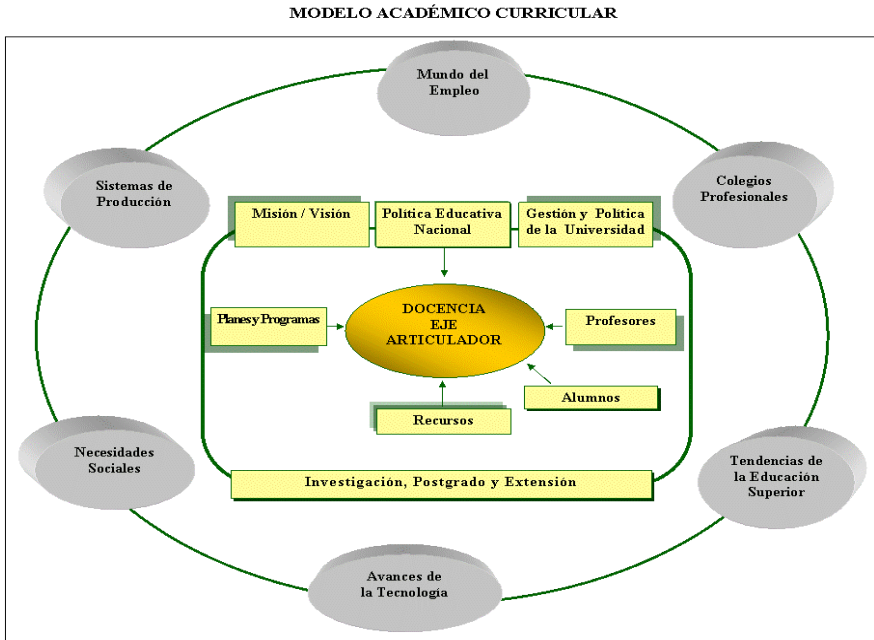 MODELO ACADÉMICO CURRICULAR
Mundo del
Empleo
Sistemas de
Producción
Colegios
Profesionales
Misión / Visión
Política Educativa
Nacional
Gestión y Política
de la Universidad
DOCENCIA
EJE
ARTICULADOR
Planes y Programas
Profesores
Alumnos
Recursos
Necesidades
Sociales
Tendencias de
la Educación
Superior
Investigación, Postgrado y Extensión
Avances de
la Tecnología